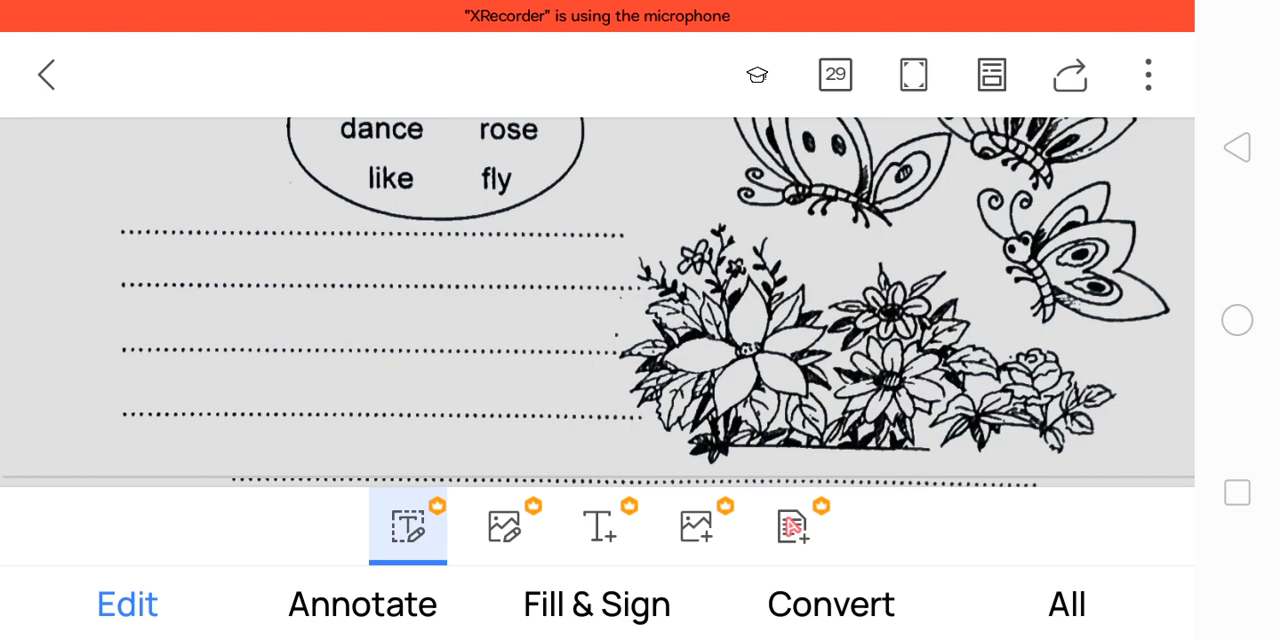 "XRecorder" is using the microphone
29
dance rose
like fly
Edit Annotate Fill & Sign Convert All